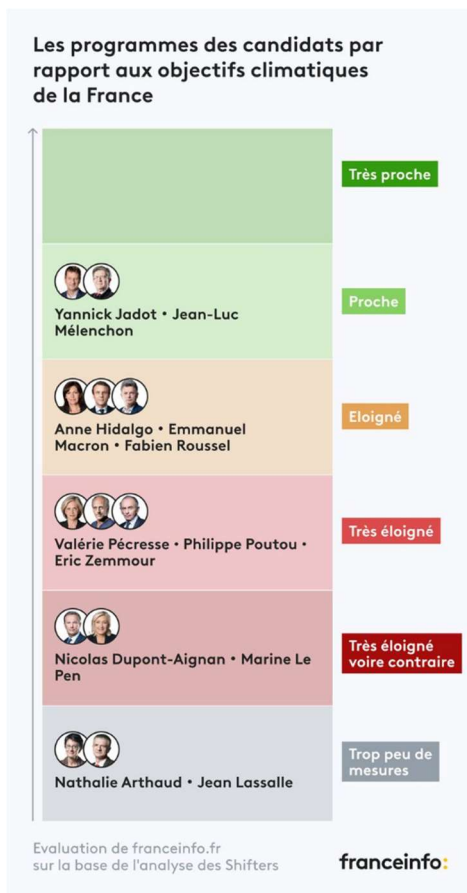 Les programmes des candidats par
rapport aux objectifs climatiques
de la France
Très proche
Yannick Jadot • Jean-Luc
Mélenchon
Proche
Anne Hidalgo • Emmanuel
Macron • Fabien Roussel
Eloigné
Valérie Pécresse • Philippe Poutou •
Eric Zemmour
Très éloigné
Nicolas Dupont-Aignan • Marine Le
Pen
Très éloigné
voire contraire
Nathalie Arthaud • Jean Lassalle
Trop peu de
mesures
Evaluation de franceinfo.fr
sur la base de l'analyse des Shifters
franceinfo: